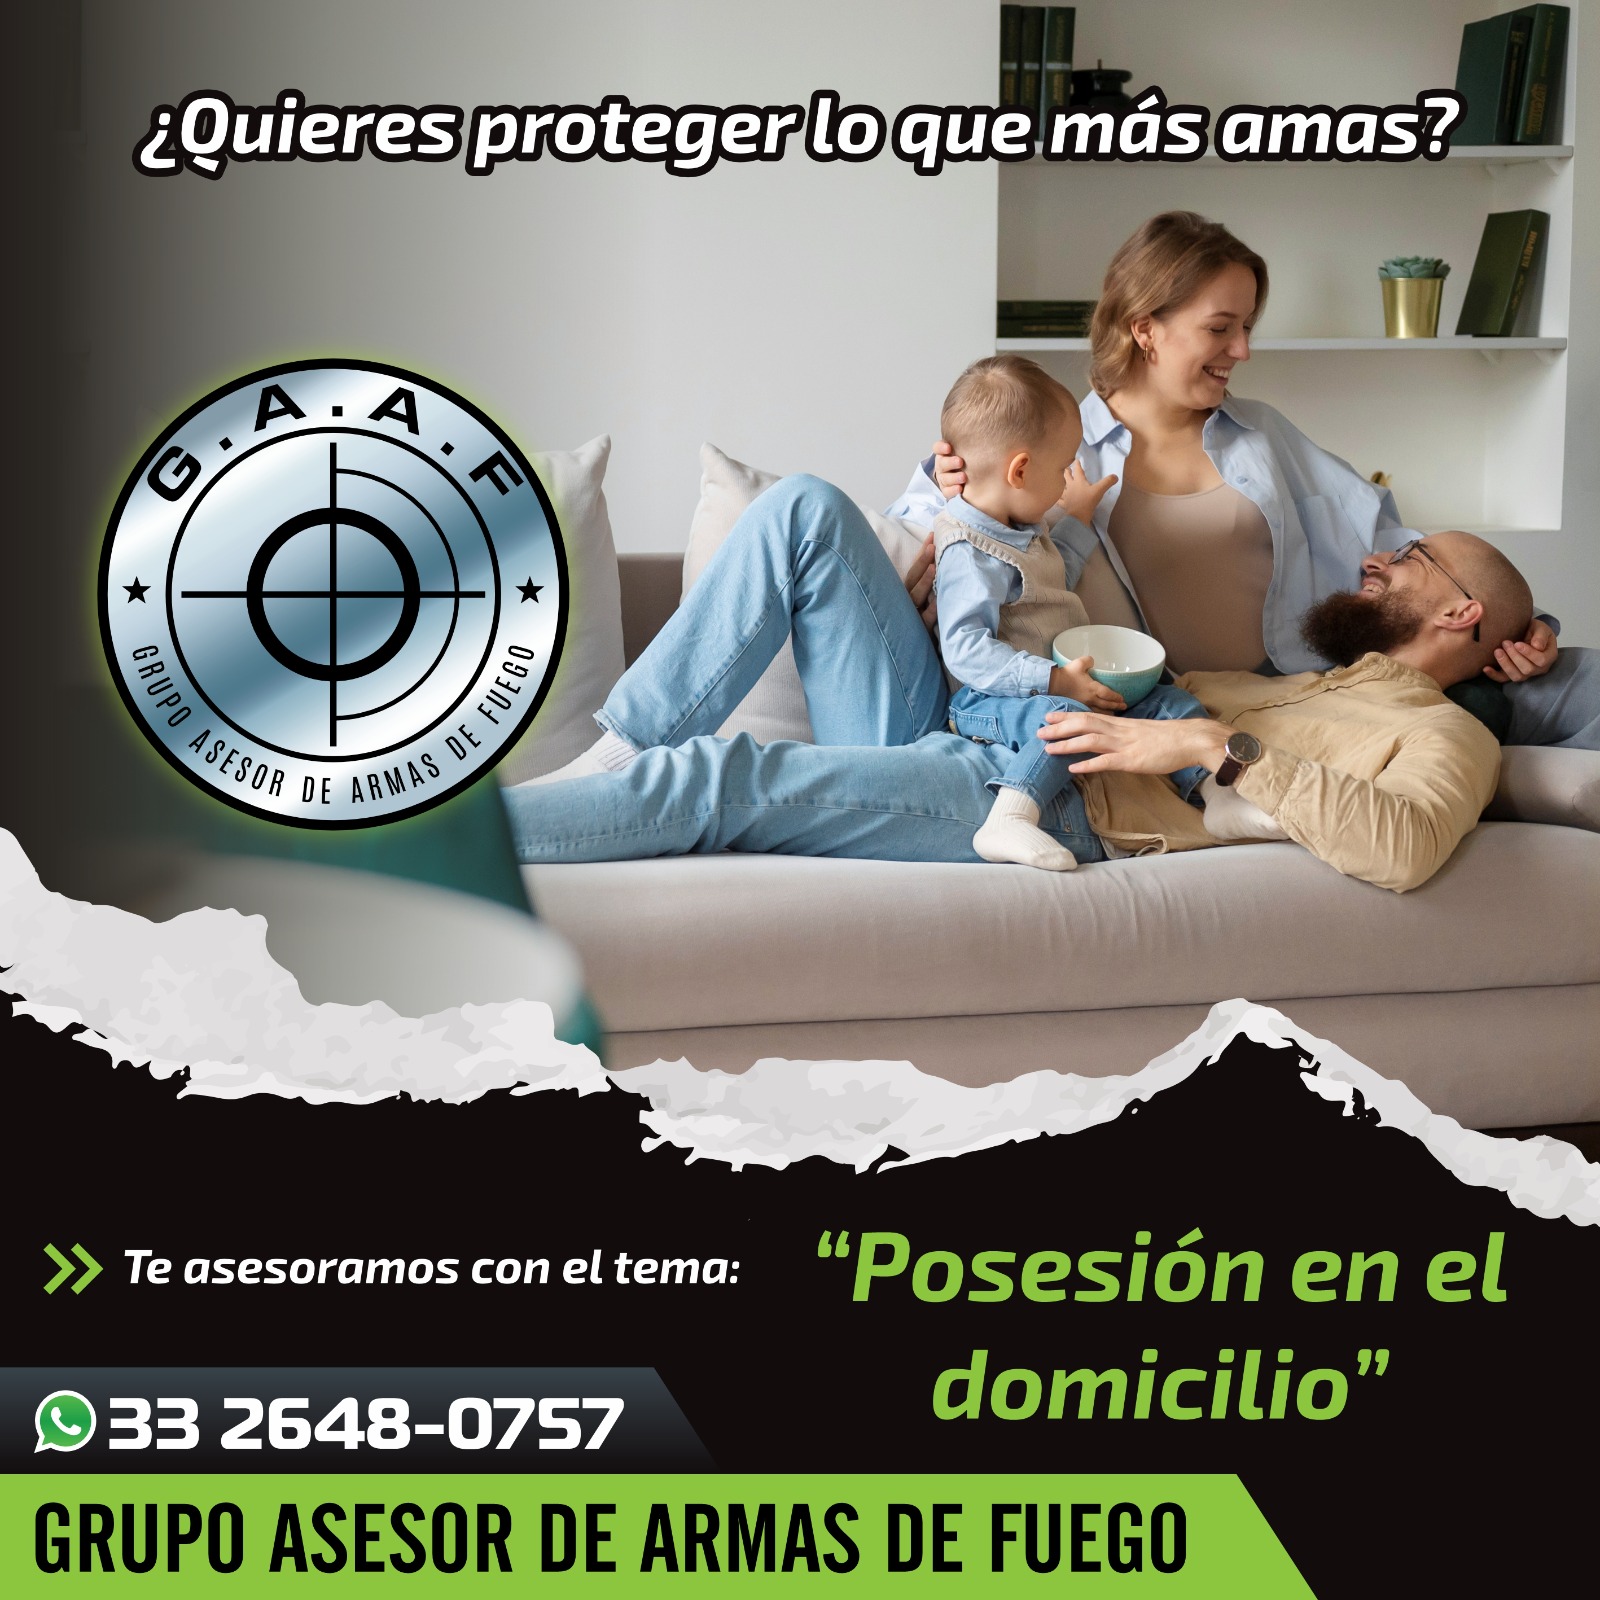 ¿Quieres proteger lo que más amas?
G.A.A.F
GRUPO ASESOR DE ARMAS DE FUEGO
Te asesoramos con el tema:
“Posesión en el
domicilio”
33 2648-0757
GRUPO ASESOR DE ARMAS DE FUEGO